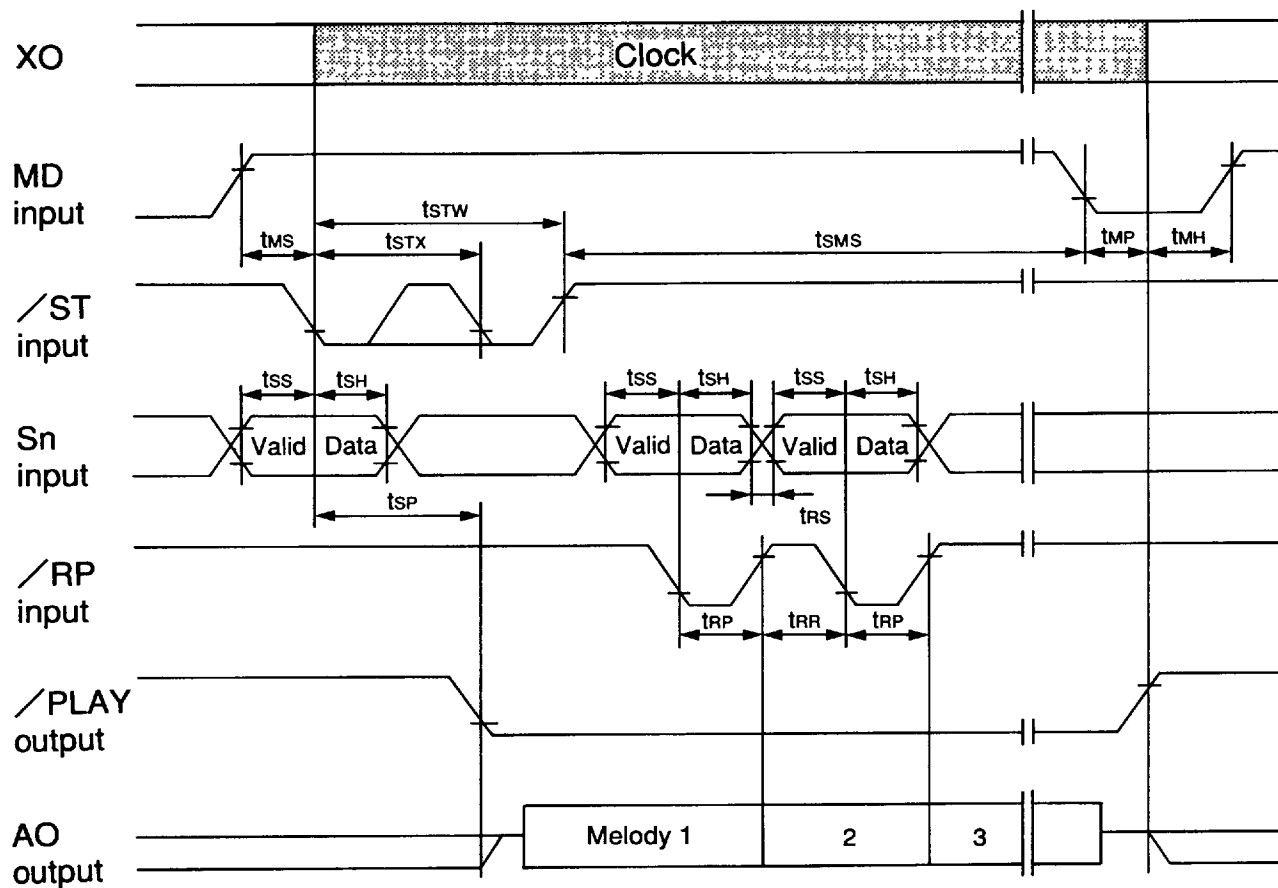 XO
Clock
MD
input
tSTW
tMS
tSTX
tSMS
tMP
tMH
/ST
input
tSS
tSH
tSS
tSH
tSS
tSH
Sn
input
Valid
Data
Valid
Data
Valid
Data
tSP
tRS
/RP
input
tRP
tRR
tRP
/PLAY
output
AO
output
Melody 1
2
3